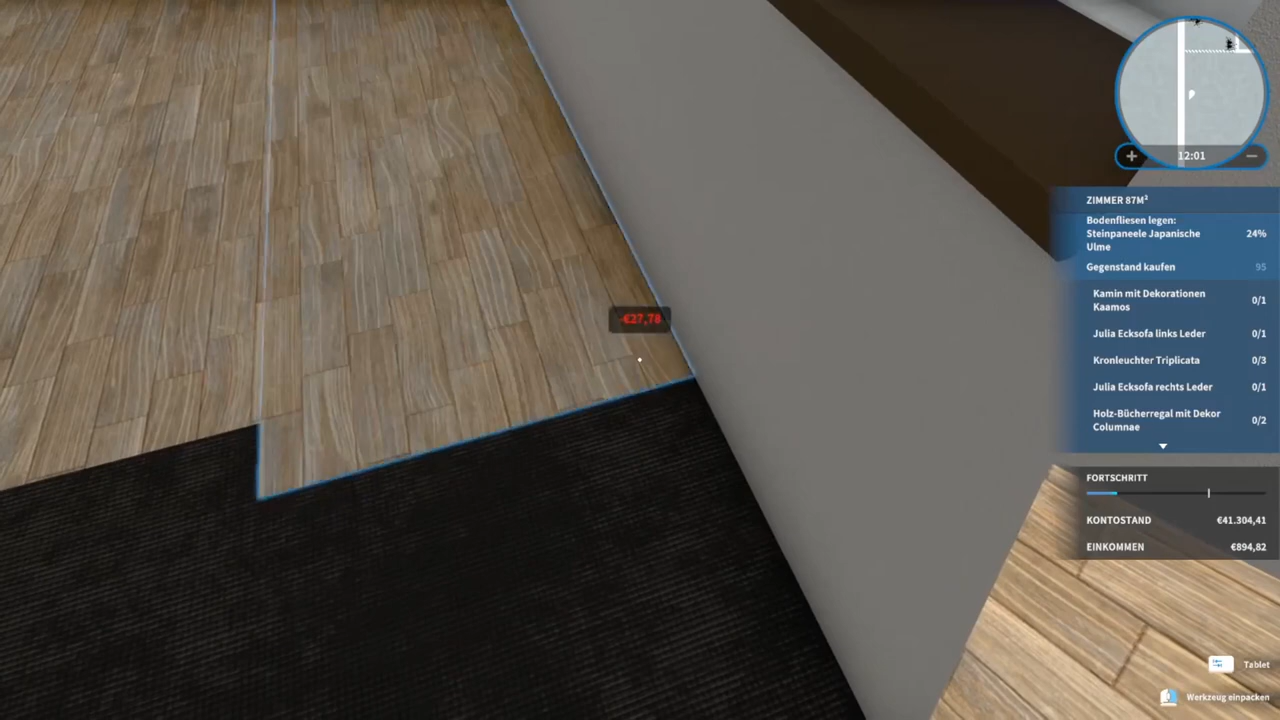 12:01
ZIMMER 87M²
Bodenfliesen legen:
Steinpaneele Japanische
Ulme
24%
Gegenstand kaufen 95
Kamin mit Dekorationen
Kaamos
0/1
Julia Ecksofa links Leder 0/1
Kronleuchter Triplicata 0/3
Julia Ecksofa rechts Leder 0/1
Holz-Bücherregal mit Dekor
Columnae
0/2
-€27,78
FORTSCHRITT
KONTOSTAND €41.304,41
EINKOMMEN €894,82
Tablet
Werkzeug einpacken